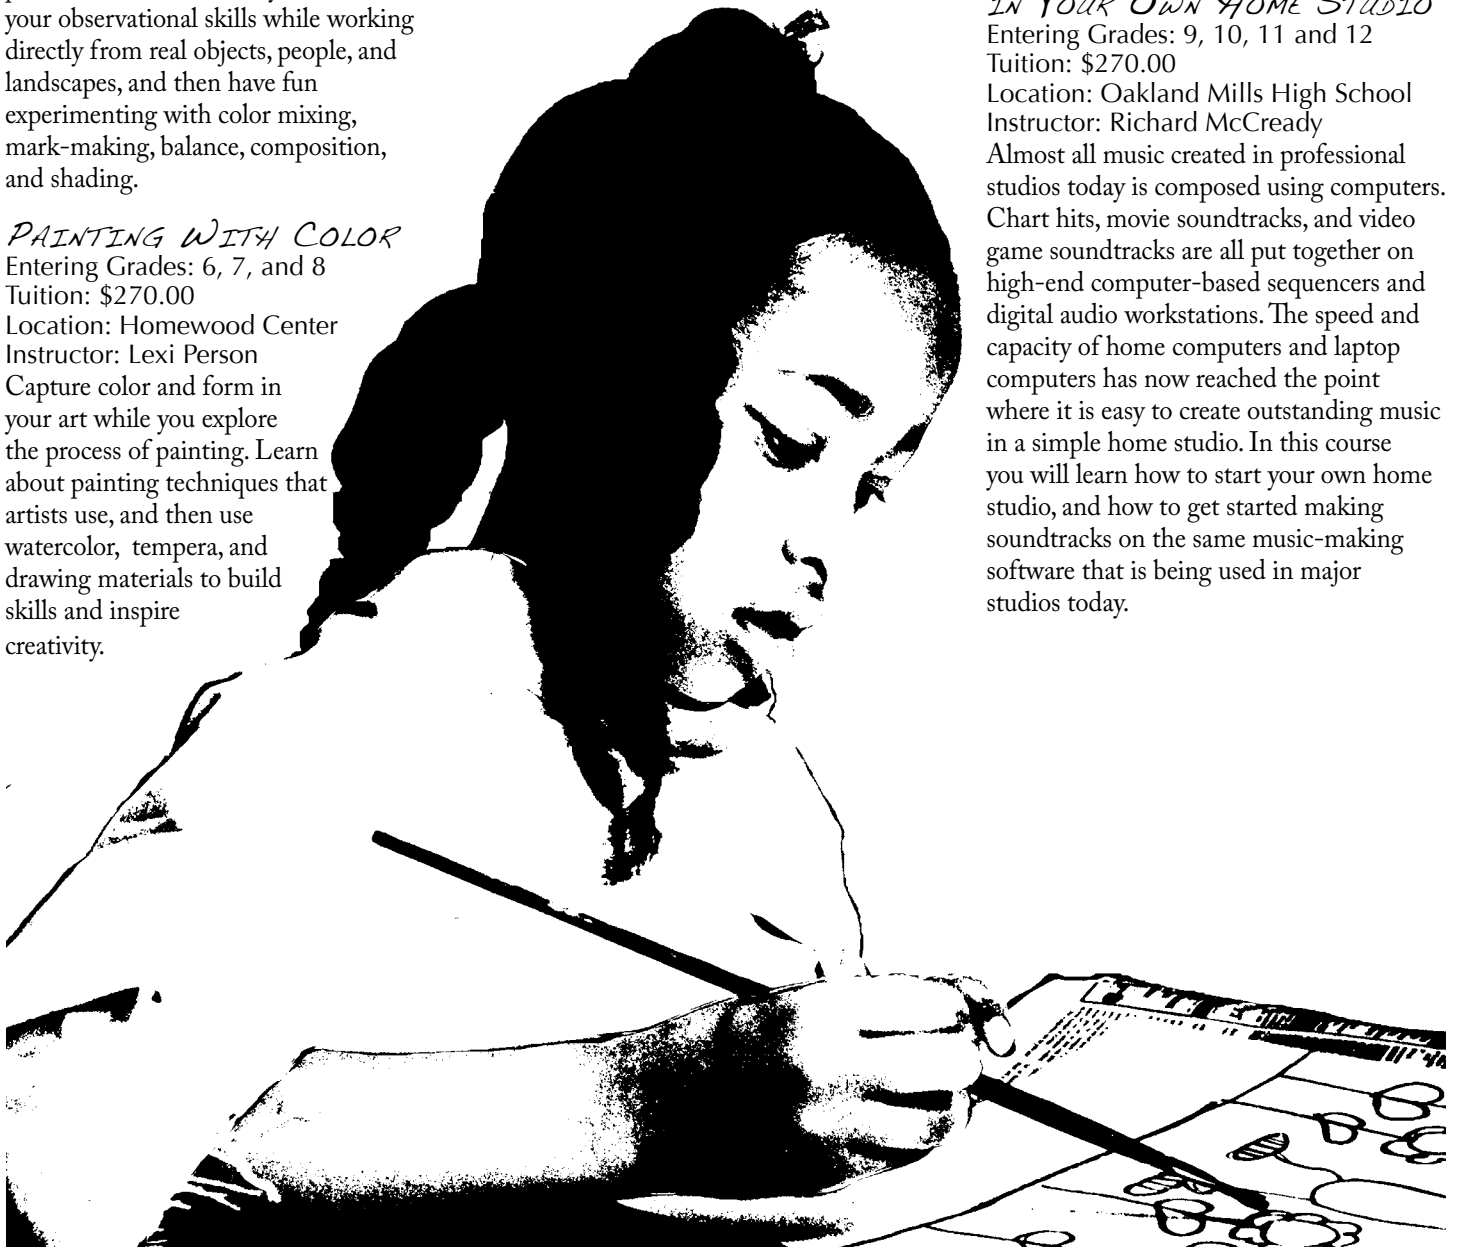 your observational skills while working
directly from real objects, people, and
landscapes, and then have fun
experimenting with color mixing,
mark-making, balance, composition,
and shading.
PAINTING WITH COLOR
Entering Grades: 6, 7, and 8
Tuition: $270.00
Location: Homewood Center
Instructor: Lexi Person
Capture color and form in
your art while you explore
the process of painting. Learn
about painting techniques that
artists use, and then use
watercolor,  tempera, and
drawing materials to build
skills and inspire
creativity.
IN YOUR OWN HOME STUDIO
Entering Grades: 9, 10, 11 and 12
Tuition: $270.00
Location: Oakland Mills High School
Instructor: Richard McCready
Almost all music created in professional
studios today is composed using computers.
Chart hits, movie soundtracks, and video
game soundtracks are all put together on
high-end computer-based sequencers and
digital audio workstations. The speed and
capacity of home computers and laptop
computers has now reached the point
where it is easy to create outstanding music
in a simple home studio. In this course
you will learn how to start your own home
studio, and how to get started making
soundtracks on the same music-making
software that is being used in major
studios today.